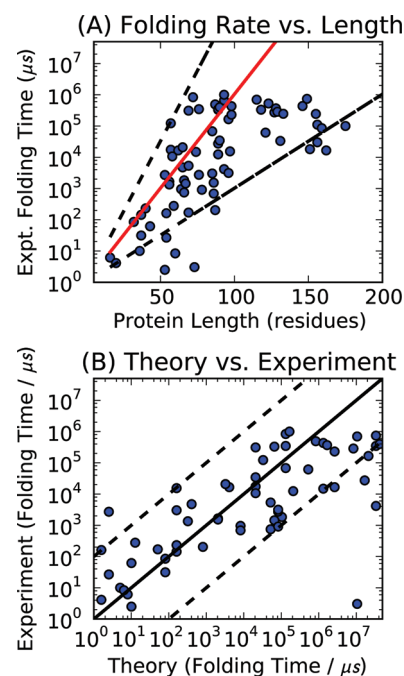 (A) Folding Rate vs. Length
Expt. Folding Time (μs)
10⁷
10⁶
10⁵
10⁴
10³
10²
10¹
10⁰
50 100 150 200
Protein Length (residues)
(B) Theory vs. Experiment
Experiment (Folding Time / μs)
10⁷
10⁶
10⁵
10⁴
10³
10²
10¹
10⁰
10⁰ 10¹ 10² 10³ 10⁴ 10⁵ 10⁶ 10⁷
Theory (Folding Time / μs)